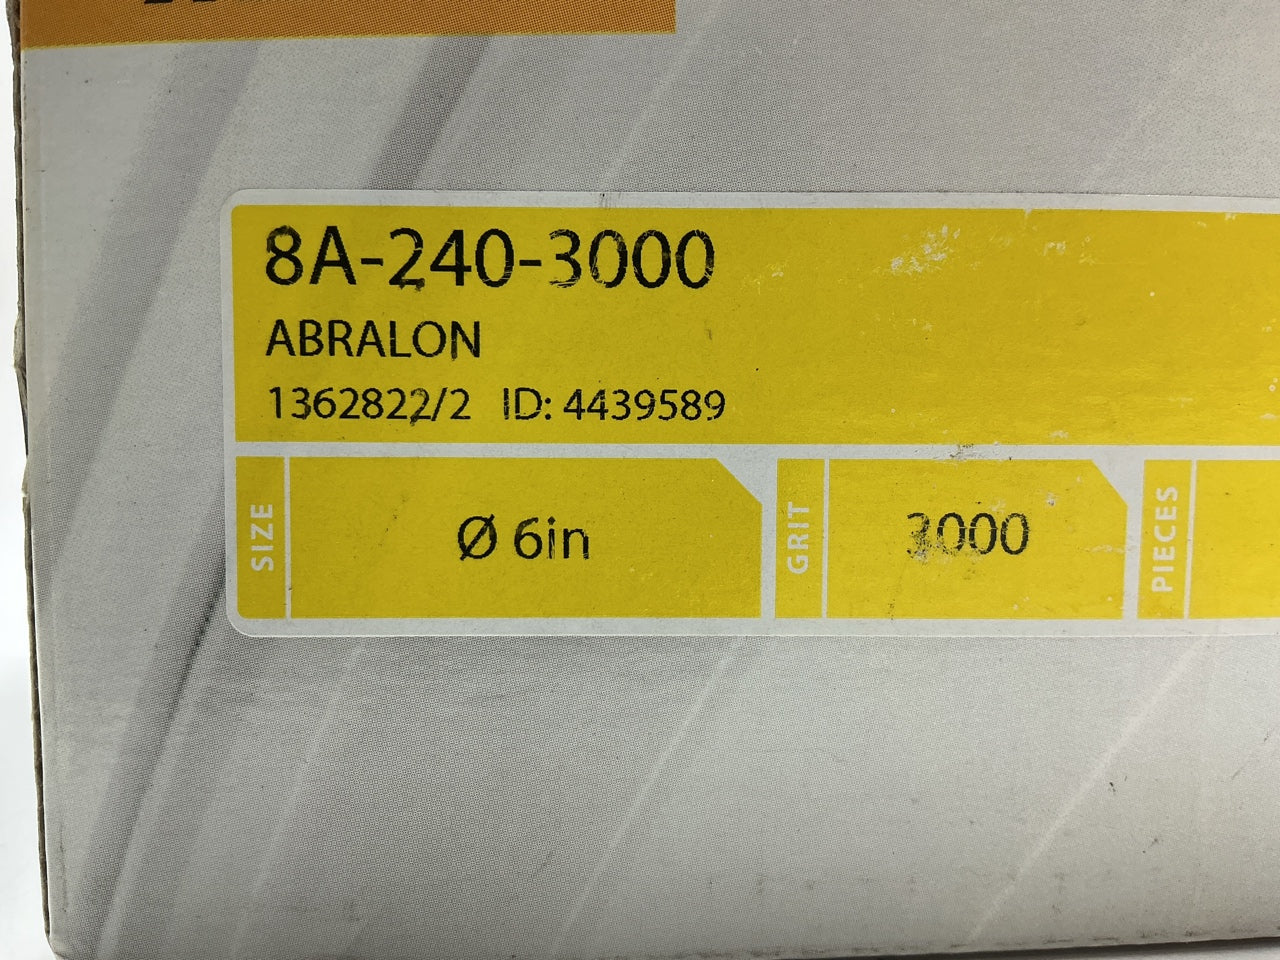 8A-240-3000
ABRALON
1362822/2 ID: 4439589
SIZE
Ø 6in
GRIT
3000
PIECES